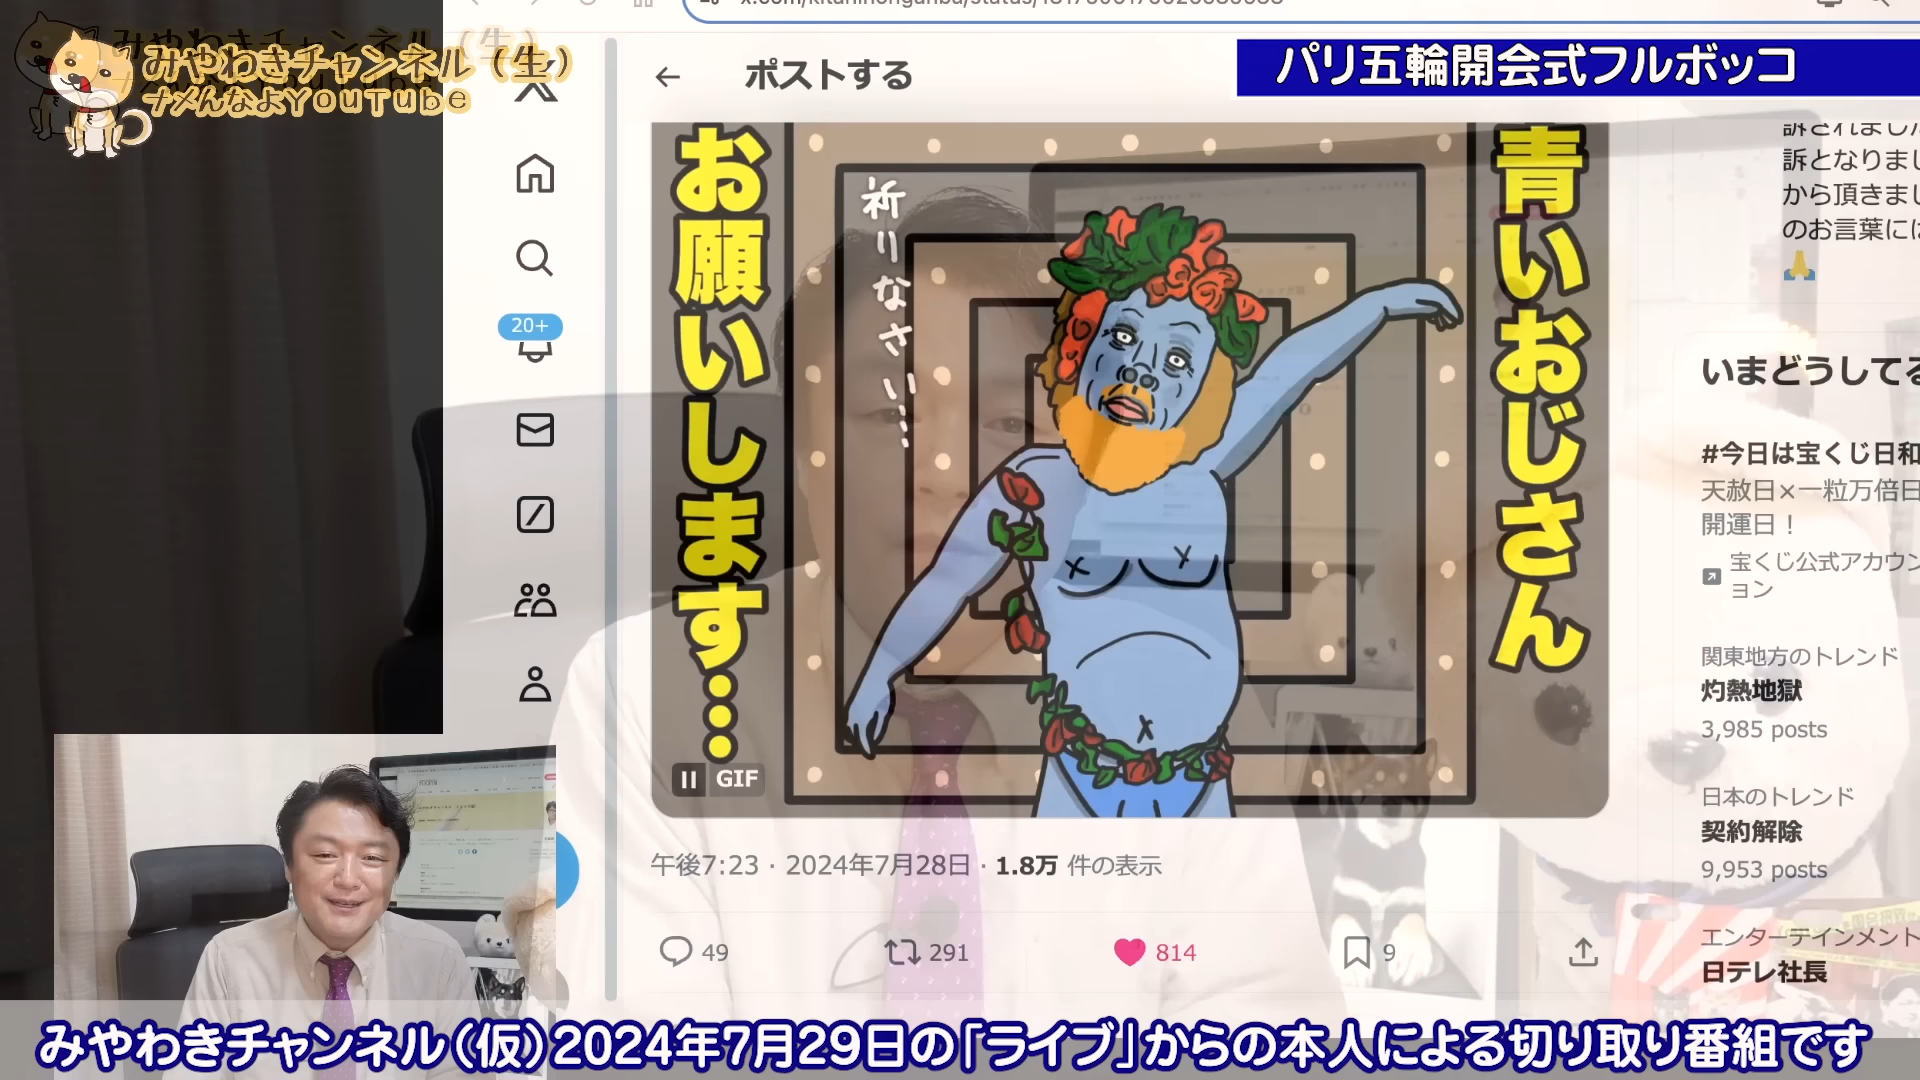 みやわきチャンネル（生）
ナメんなよYouTube
パリ五輪開会式フルボッコ
ポストする
20+
青いおじさん
お願いします…
祈りなさい…
GIF
午後7:23 · 2024年7月28日 · 1.8万 件の表示
49
291
814
9
訴となりまし
から頂きまし
のお言葉には
🙏
いまどうしてる
#今日は宝くじ日和
天赦日×一粒万倍日
開運日！
宝くじ公式アカウン
ョン
関東地方のトレンド
灼熱地獄
3,985 posts
日本のトレンド
契約解除
9,953 posts
エンターテインメント
日テレ社長
みやわきチャンネル（仮）2024年7月29日の「ライブ」からの本人による切り取り番組です